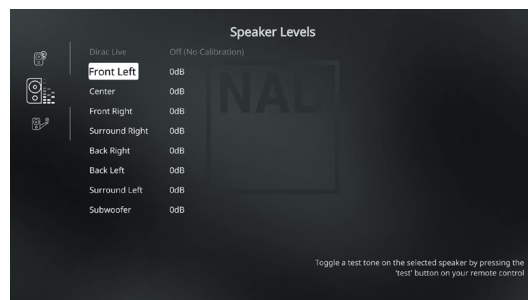 Speaker Levels
Dirac Live Off (No Calibration)
Front Left 0dB
Center 0dB
Front Right 0dB
Surround Right 0dB
Back Right 0dB
Back Left 0dB
Surround Left 0dB
Subwoofer 0dB
NAD
Toggle a test tone on the selected speaker by pressing the
'test' button on your remote control